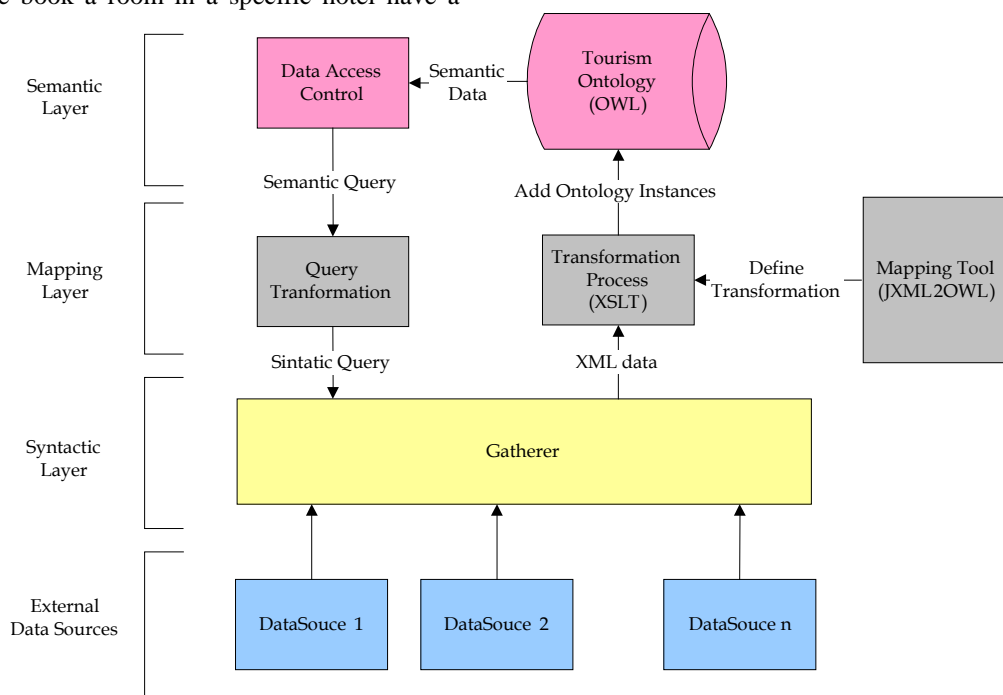 book a room in a specific hotel have a
Semantic
Layer
Data Access
Control
Semantic
Data
Tourism
Ontology
(OWL)
Semantic Query
Add Ontology Instances
Mapping
Layer
Query
Tranformation
Transformation
Process
(XSLT)
Define
Transformation
Mapping Tool
(JXML2OWL)
Sintatic Query
XML data
Syntactic
Layer
Gatherer
External
Data Sources
DataSouce 1
DataSouce 2
DataSouce n